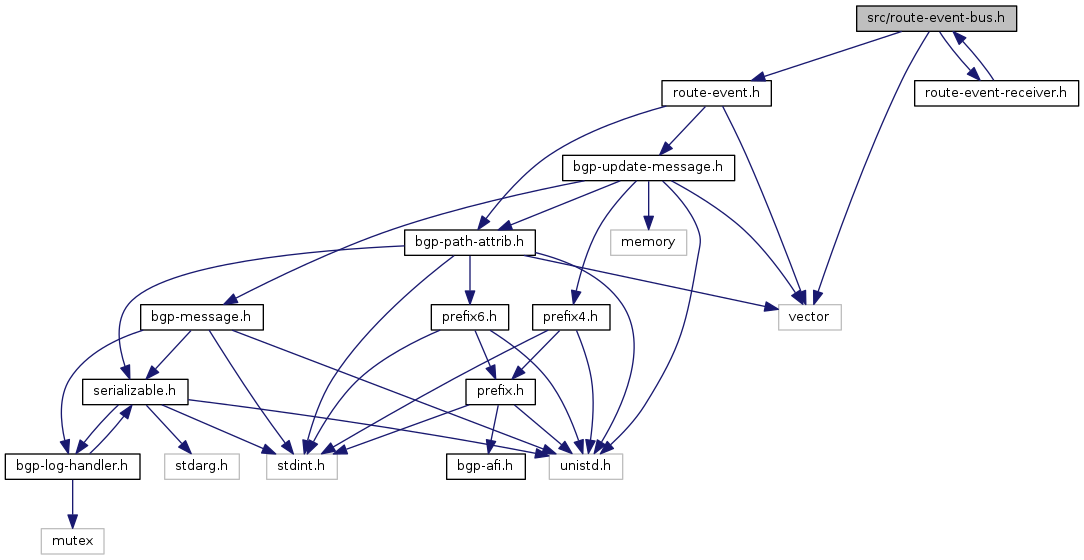 src/route-event-bus.h
route-event.h
route-event-receiver.h
bgp-update-message.h
bgp-path-attrib.h
memory
bgp-message.h
prefix6.h
prefix4.h
vector
serializable.h
prefix.h
bgp-log-handler.h
stdarg.h
stdint.h
bgp-afi.h
unistd.h
mutex